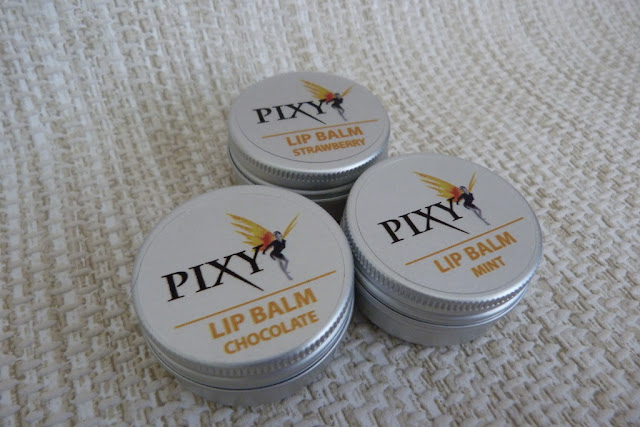 PIXY
LIP BALM
STRAWBERRY
PIXY
LIP BALM
MINT
PIXY
LIP BALM
CHOCOLATE